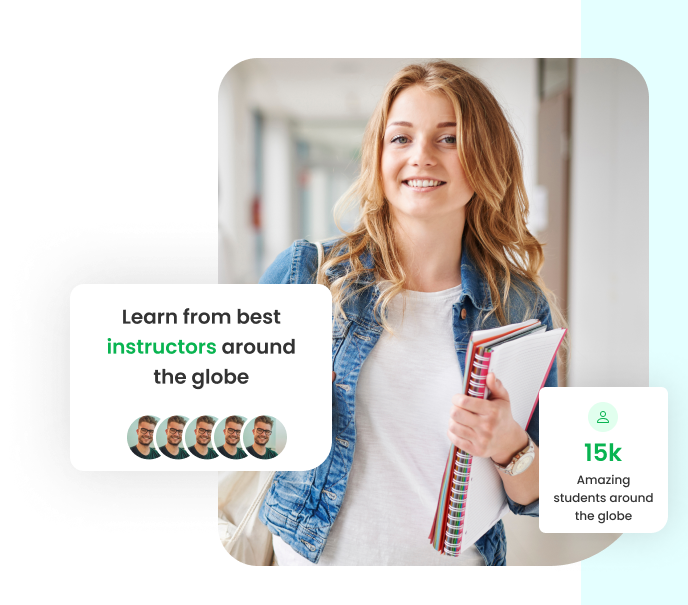 Learn from best
instructors around
the globe
15k
Amazing
students around
the globe